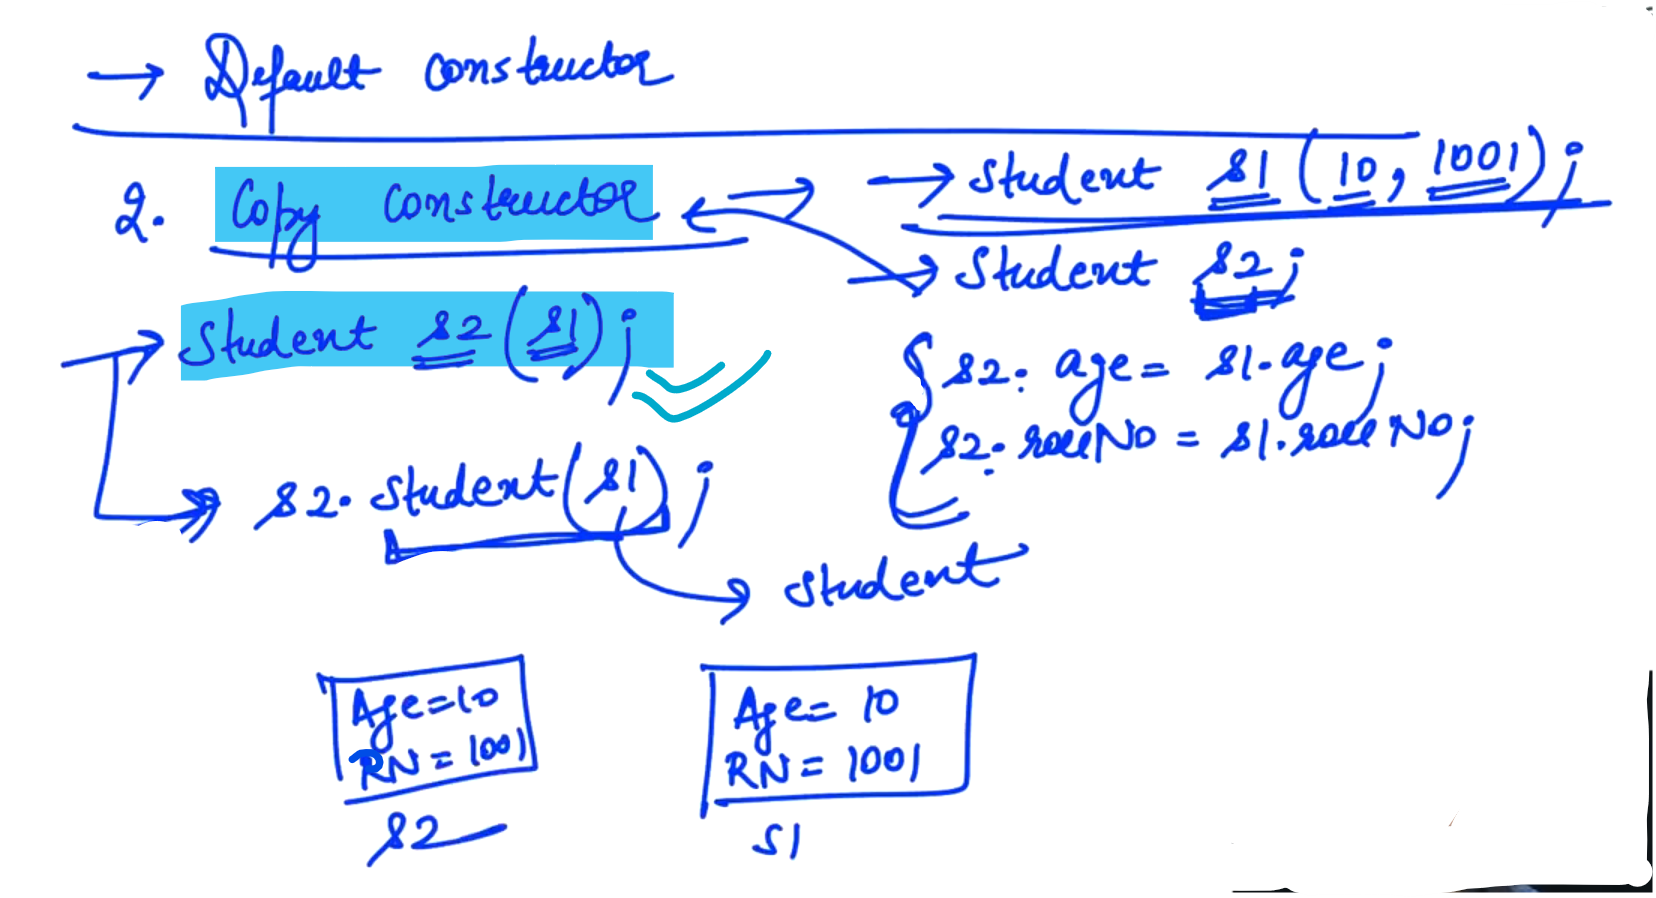 → Default constructor
2. Copy constructor
→ Student S1 (10, 1001);
→ Student S2;
Student S2 (S1);
S2. age = S1.age;
S2. rollNo = S1.rollNo;
S2. Student (S1);
Student
Age=10
RN = 1001
S2
Age= 10
RN = 1001
S1